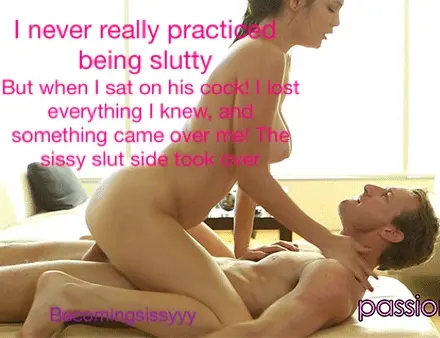 I never really practiced
being slutty
But when I sat on his cock! I lost
everything I knew, and
something came over me! The
sissy slut side took over
Becomingsissyyy
passion